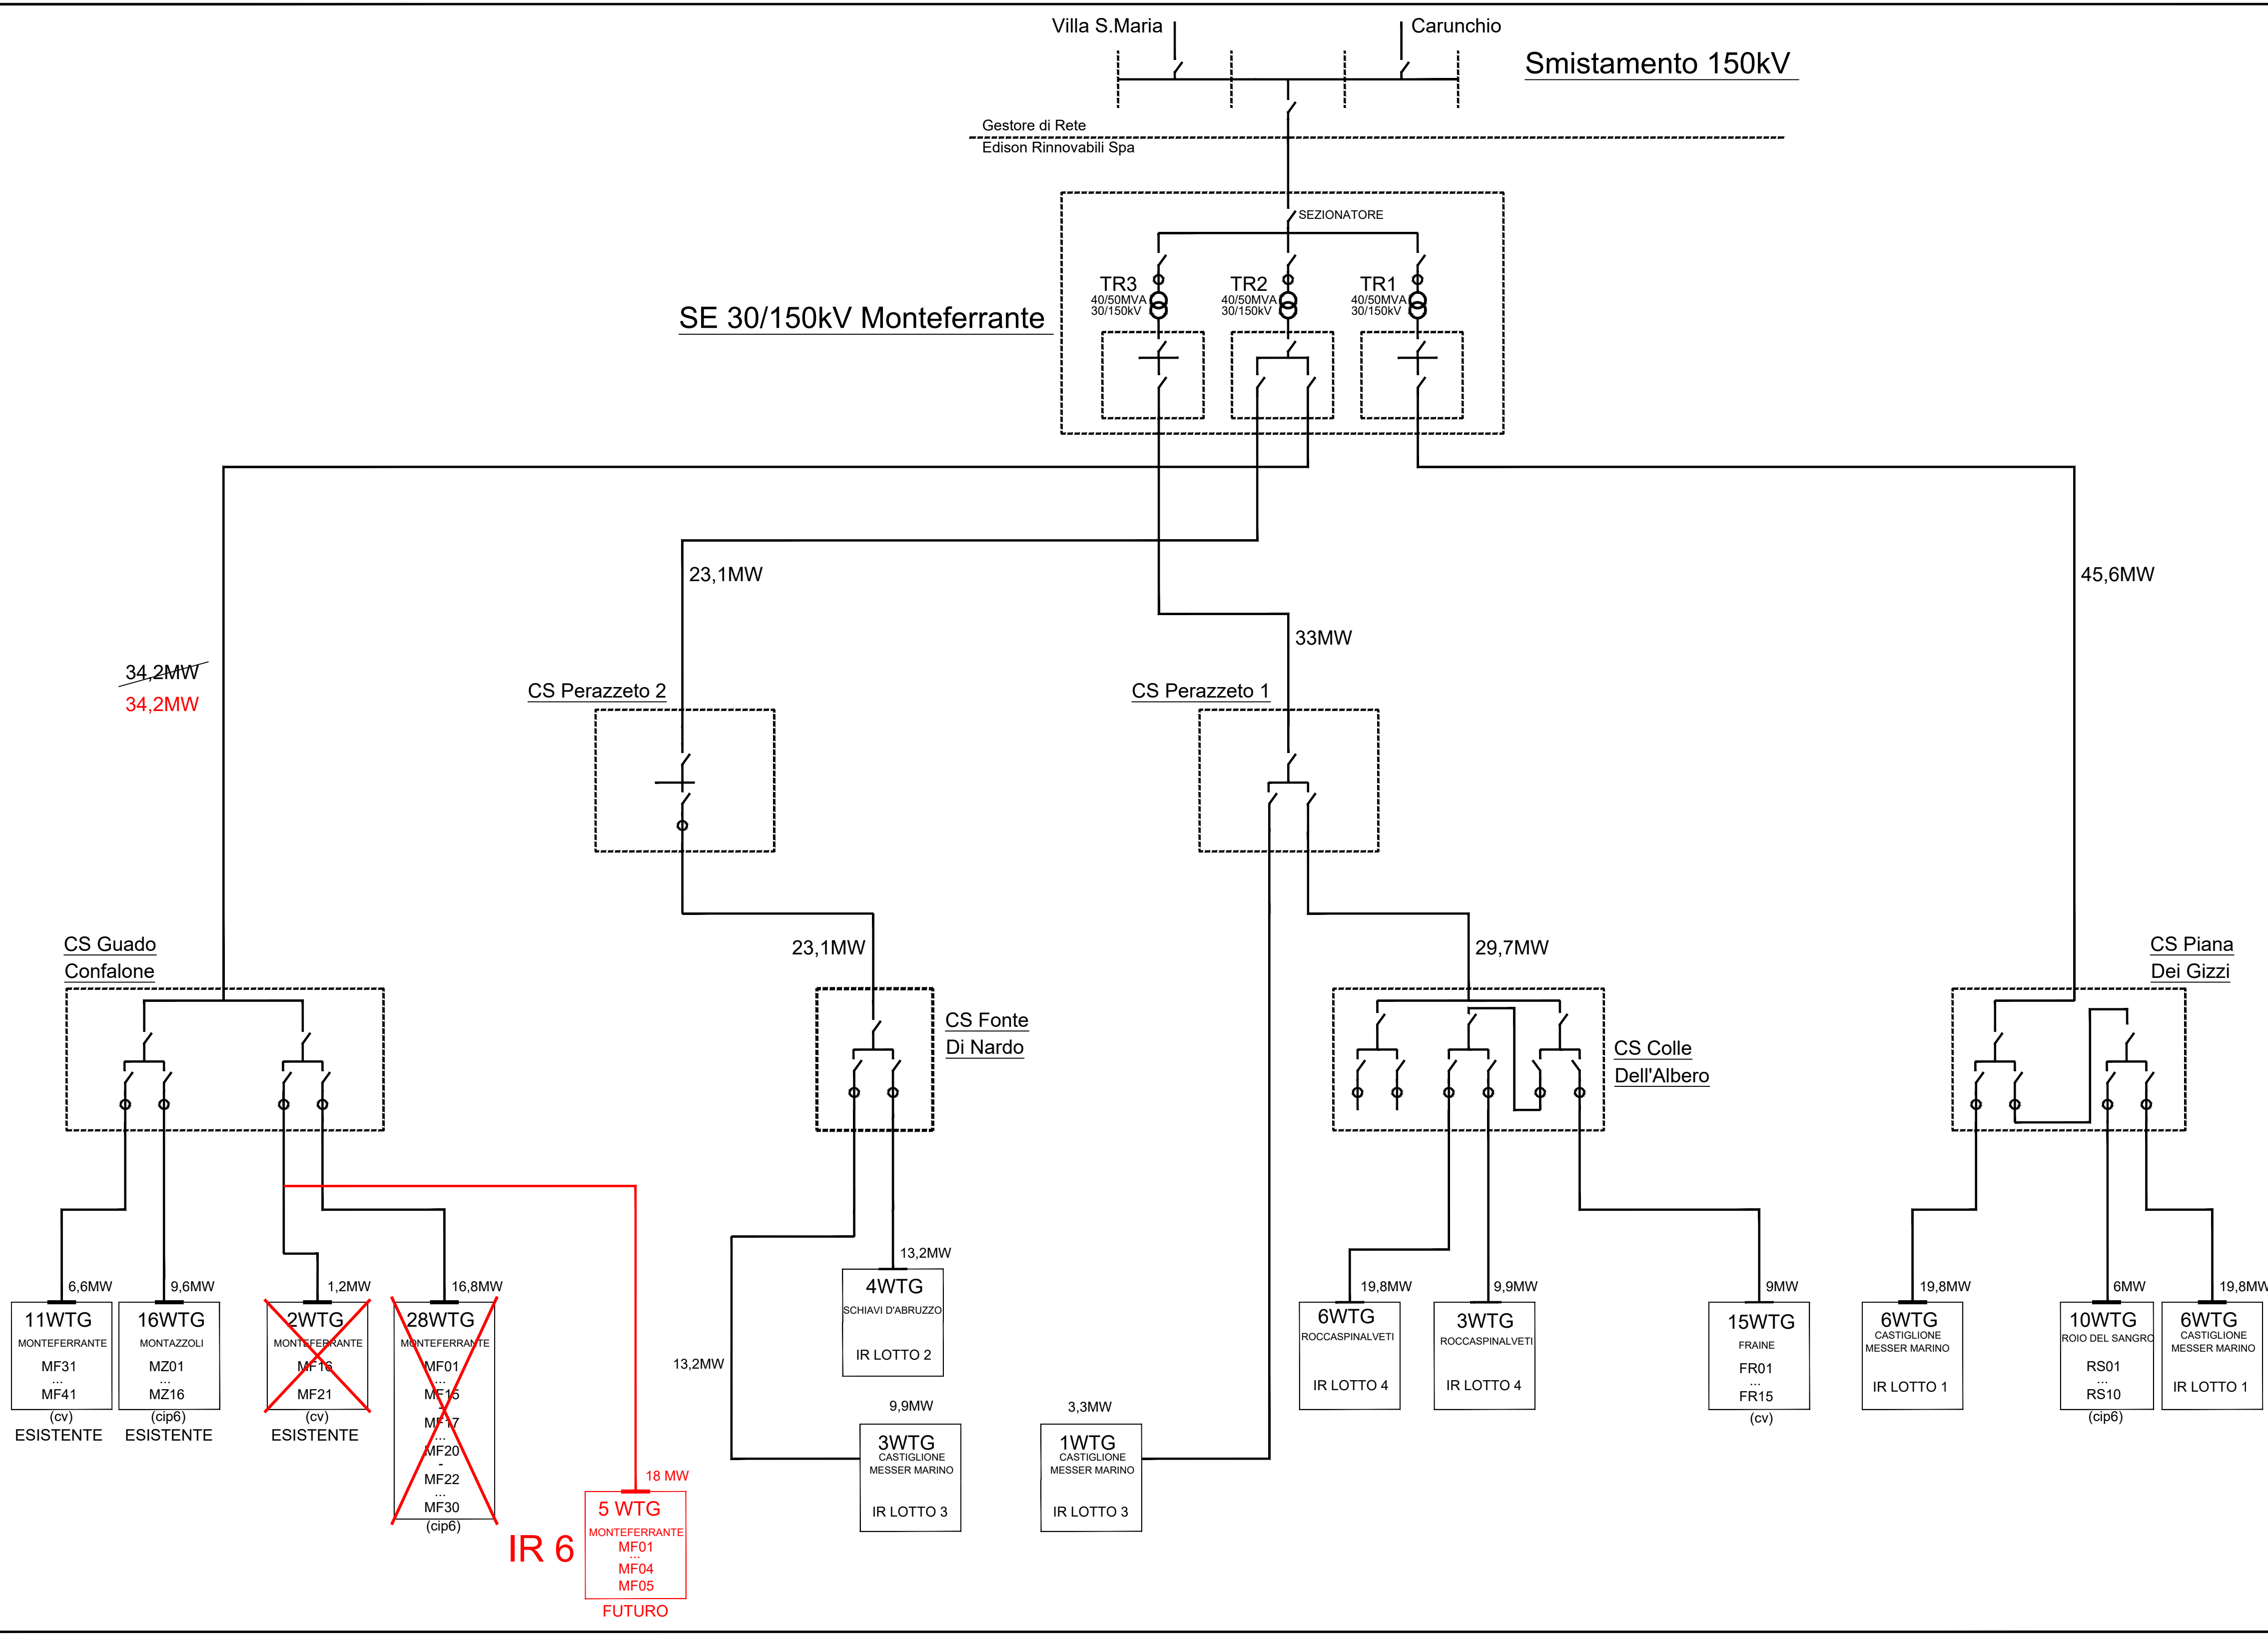 Villa S.Maria
Carunchio
Smistamento 150kV
Gestore di Rete
Edison Rinnovabili Spa
SEZIONATORE
SE 30/150kV Monteferrante
TR3
40/50MVA
30/150kV
TR2
40/50MVA
30/150kV
TR1
40/50MVA
30/150kV
23,1MW
45,6MW
33MW
34,2MW
34,2MW
CS Perazzeto 2
CS Perazzeto 1
CS Guado
Confalone
23,1MW
29,7MW
CS Piana
Dei Gizzi
CS Fonte
Di Nardo
CS Colle
Dell'Albero
6,6MW
11WTG
MONTEFERRANTE
MF31
...
MF41
(cv)
ESISTENTE
9,6MW
16WTG
MONTAZZOLI
MZ01
...
MZ16
(cip6)
ESISTENTE
1,2MW
2WTG
MONTEFERRANTE
MF16
MF21
(cv)
ESISTENTE
16,8MW
28WTG
MONTEFERRANTE
MF01
...
MF15
-
MF17
...
MF20
-
MF22
...
MF30
(cip6)
18 MW
5 WTG
MONTEFERRANTE
MF01
...
MF04
MF05
IR 6
FUTURO
13,2MW
13,2MW
4WTG
SCHIAVI D'ABRUZZO
IR LOTTO 2
9,9MW
3WTG
CASTIGLIONE
MESSER MARINO
IR LOTTO 3
3,3MW
1WTG
CASTIGLIONE
MESSER MARINO
IR LOTTO 3
19,8MW
6WTG
ROCCASPINALVETI
IR LOTTO 4
9,9MW
3WTG
ROCCASPINALVETI
IR LOTTO 4
9MW
15WTG
FRAINE
FR01
...
FR15
(cv)
19,8MW
6WTG
CASTIGLIONE
MESSER MARINO
IR LOTTO 1
6MW
10WTG
ROIO DEL SANGRO
RS01
...
RS10
(cip6)
19,8MW
6WTG
CASTIGLIONE
MESSER MARINO
IR LOTTO 1